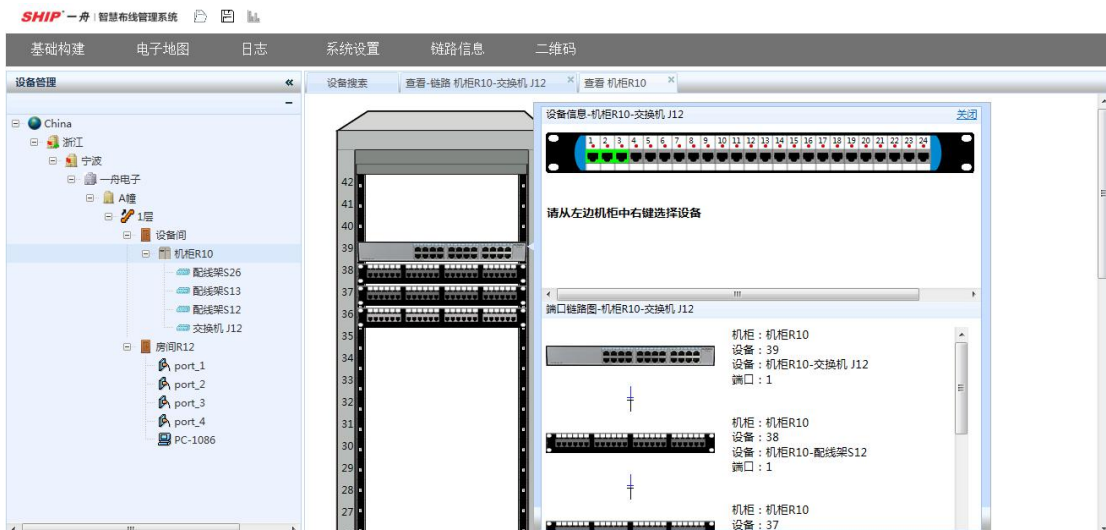 SHIP 一舟 | 智慧布线管理系统
基础构建 电子地图 日志 系统设置 链路信息 二维码
设备管理 «
设备搜索 查看-链路 机柜R10-交换机 J12 × 查看 机柜R10 ×
China
浙江
宁波
一舟电子
A幢
1层
设备间
机柜R10
配线架S26
配线架S13
配线架S12
交换机 J12
房间R12
port_1
port_2
port_3
port_4
PC-1086
42
41
40
39
38
37
36
35
34
33
32
31
30
29
28
27
设备信息-机柜R10-交换机 J12 关闭
1 2 3 4 5 6 7 8 9 10 11 12 13 14 15 16 17 18 19 20 21 22 23 24
请从左边机柜中右键选择设备
端口链路图-机柜R10-交换机 J12
机柜：机柜R10
设备：39
设备：机柜R10-交换机 J12
端口：1
机柜：机柜R10
设备：38
设备：机柜R10-配线架S12
端口：1
机柜：机柜R10
设备：37